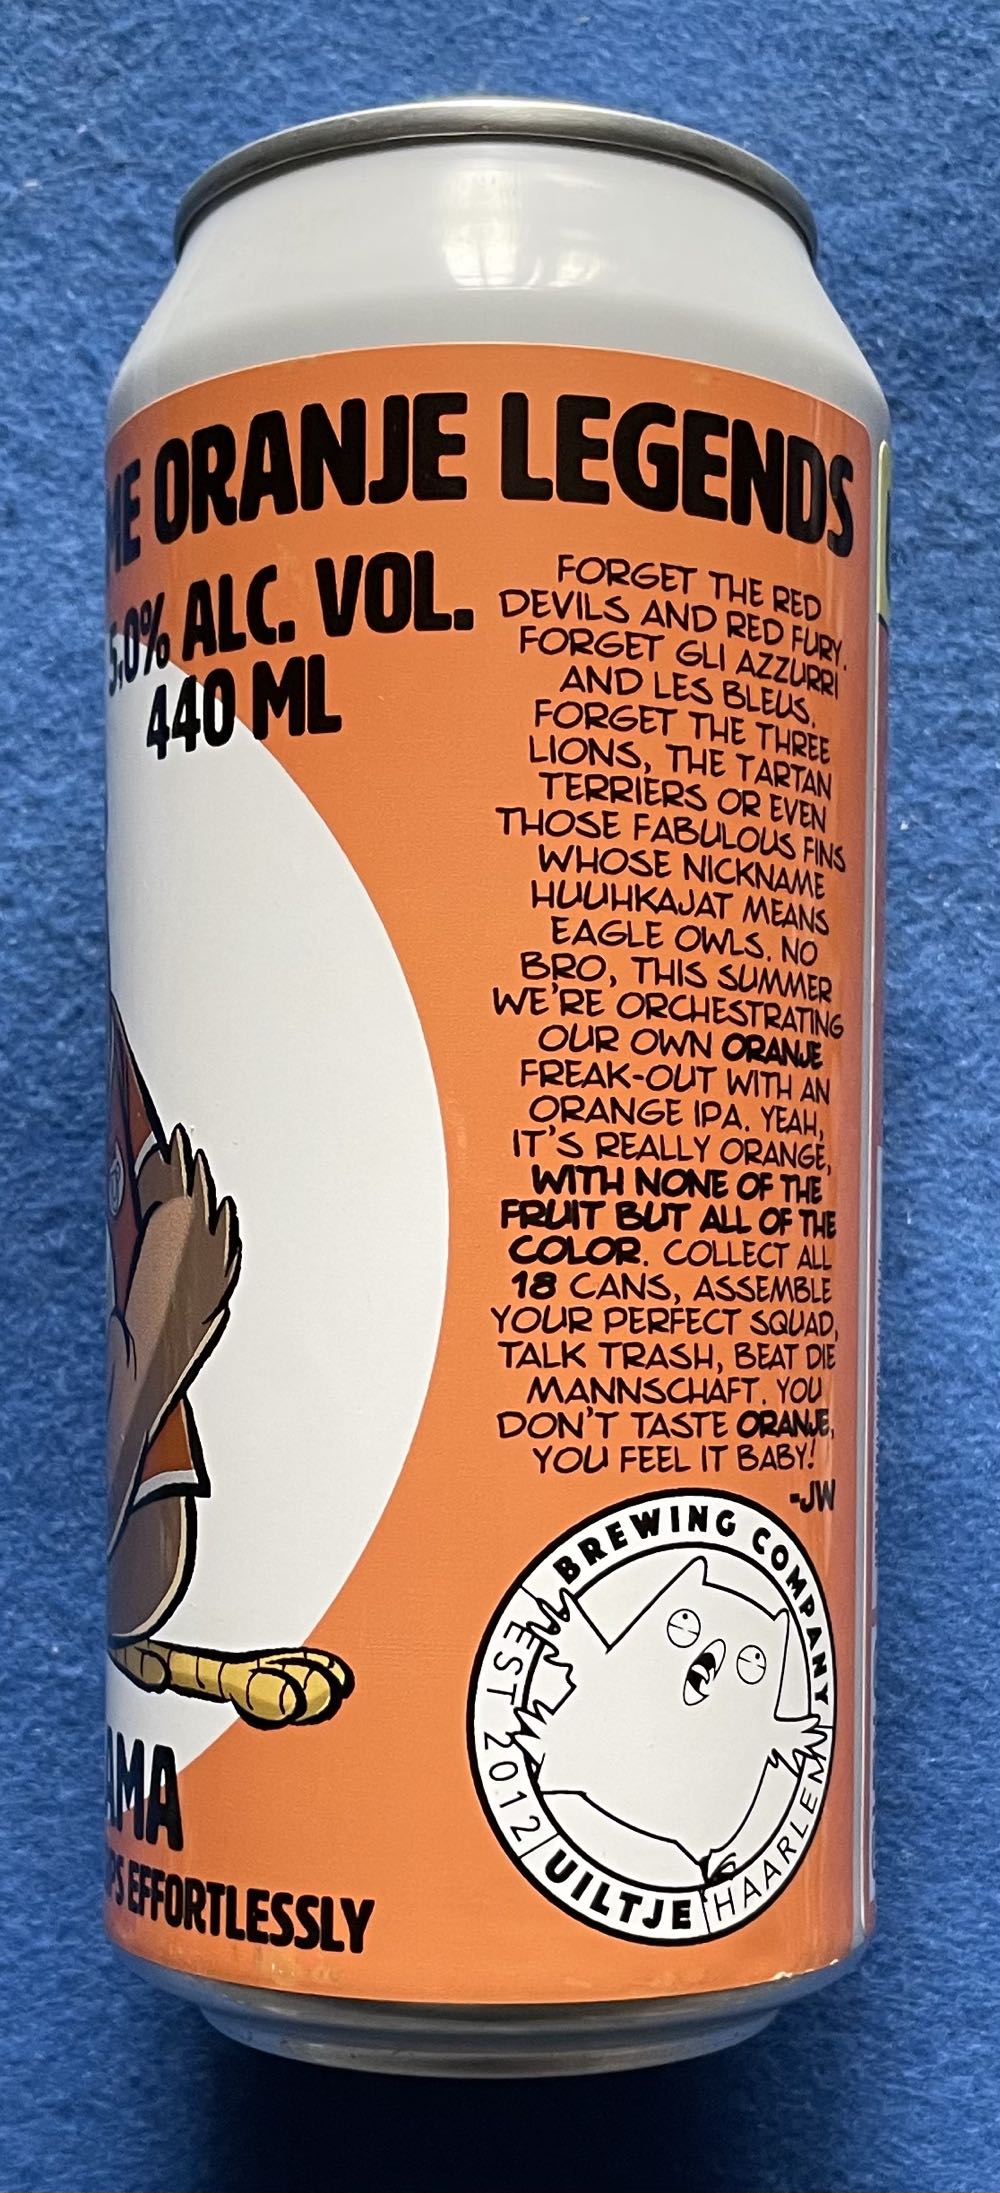 ME ORANJE LEGENDS
5,0% ALC. VOL.
440 ML
FORGET THE RED
DEVILS AND RED FURY.
FORGET GLI AZZURRI
AND LES BLEUS.
FORGET THE THREE
LIONS, THE TARTAN
TERRIERS OR EVEN
THOSE FABULOUS FINS
WHOSE NICKNAME
HUUHKAJAT MEANS
EAGLE OWLS. NO
BRO, THIS SUMMER
WE'RE ORCHESTRATING
OUR OWN ORANJE
FREAK-OUT WITH AN
ORANGE IPA. YEAH,
IT'S REALLY ORANGE,
WITH NONE OF THE
FRUIT BUT ALL OF THE
COLOR. COLLECT ALL
18 CANS, ASSEMBLE
YOUR PERFECT SQUAD,
TALK TRASH, BEAT DIE
MANNSCHAFT. YOU
DON'T TASTE ORANJE,
YOU FEEL IT BABY!
-JW
BREWING COMPANY
EST 2012
UILTJE
HAARLEM
AMA
PS EFFORTLESSLY